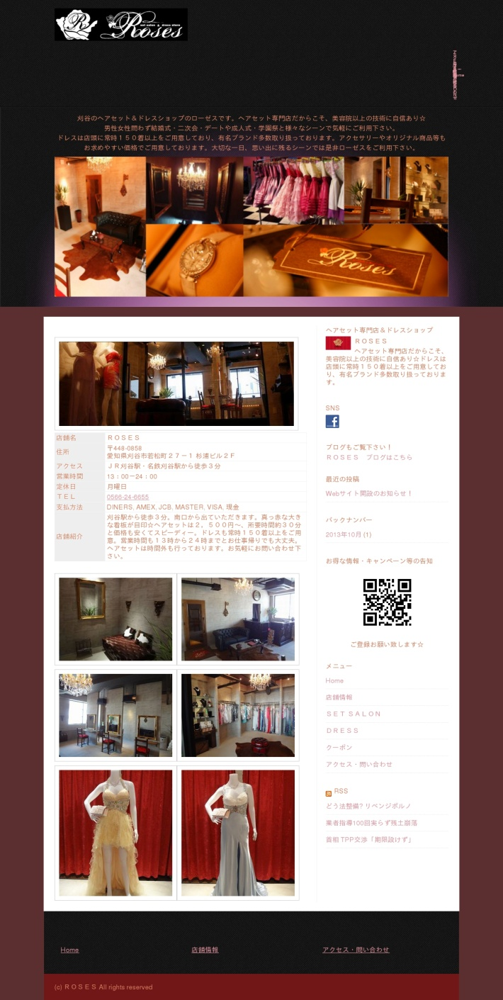 R Roses
set salon & dress store
刈谷のヘアセット＆ドレスショップのローゼスです。ヘアセット専門店だからこそ、美容院以上の技術に自信あり☆
男性女性問わず結婚式・二次会・デートや成人式・学園祭と様々なシーンで気軽にご利用下さい。
ドレスは店頭に常時１５０着以上をご用意しており、有名ブランド多数取り扱っております。アクセサリーやオリジナル商品等も
お求めやすい価格でご用意しております。大切な一日、思い出に残るシーンでは是非ローゼスをご利用下さい。
Roses
店舗名 ＲＯＳＥＳ
住所 〒448-0858
愛知県刈谷市若松町２７－１ 杉浦ビル２Ｆ
アクセス ＪＲ刈谷駅・名鉄刈谷駅から徒歩３分
営業時間 13：00－24：00
定休日 月曜日
ＴＥＬ 0566-24-6655
支払方法 DINERS, AMEX, JCB, MASTER, VISA, 現金
店舗紹介 刈谷駅から徒歩３分。南口から出ていただきます。真っ赤な大き
な看板が目印☆ヘアセットは２，５００円～、所要時間約３０分
と価格も安くてスピーディー。ドレスも常時１５０着以上をご用
意。営業時間も１３時から２４時までとお仕事帰りでも大丈夫。
ヘアセットは時間外も行っております。お気軽にお問い合わせ下
さい。
ヘアセット専門店＆ドレスショップ
ＲＯＳＥＳ
ヘアセット専門店だからこそ、
美容院以上の技術に自信あり☆ドレスは
店頭に常時１５０着以上をご用意してお
り、有名ブランド多数取り扱っておりま
す。
SNS
f
ブログもご覧下さい！
ＲＯＳＥＳ　ブログはこちら
最近の投稿
Webサイト開設のお知らせ！
バックナンバー
2013年10月 (1)
お得な情報・キャンペーン等の告知
ご登録お願い致します☆
メニュー
Home
店舗情報
ＳＥＴ ＳＡＬＯＮ
ＤＲＥＳＳ
クーポン
アクセス・問い合わせ
RSS
どう法整備? リベンジポルノ
業者指導100回実らず残土崩落
首相 TPP交渉「期限設けず」
Home 店舗情報 アクセス・問い合わせ
(c) ＲＯＳＥＳ All rights reserved